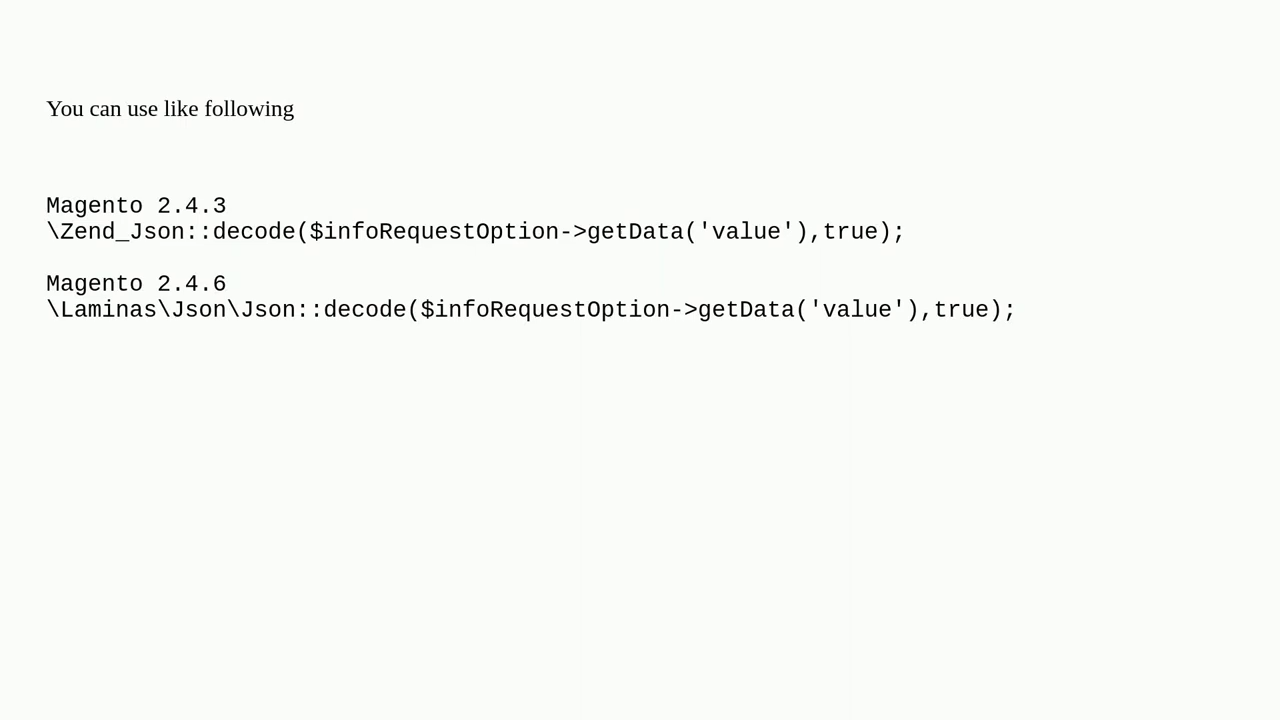 You can use like following
Magento 2.4.3
\Zend_Json::decode($infoRequestOption->getData('value'),true);
Magento 2.4.6
\Laminas\Json\Json::decode($infoRequestOption->getData('value'),true);